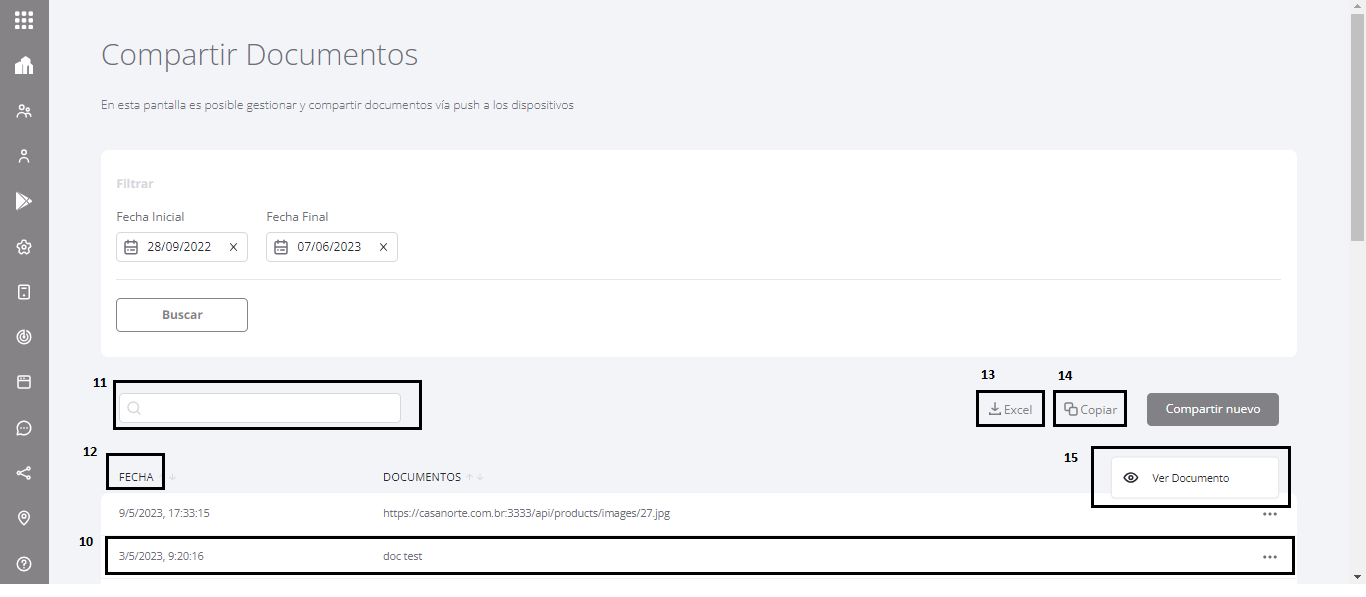 Compartir Documentos
En esta pantalla es posible gestionar y compartir documentos vía push a los dispositivos
Filtrar
Fecha Inicial Fecha Final
28/09/2022 07/06/2023
Buscar
11 13 14
Excel Copiar Compartir nuevo
12 15
FECHA DOCUMENTOS Ver Documento
9/5/2023, 17:33:15 https://casanorte.com.br:3333/api/products/images/27.jpg
10
3/5/2023, 9:20:16 doc test